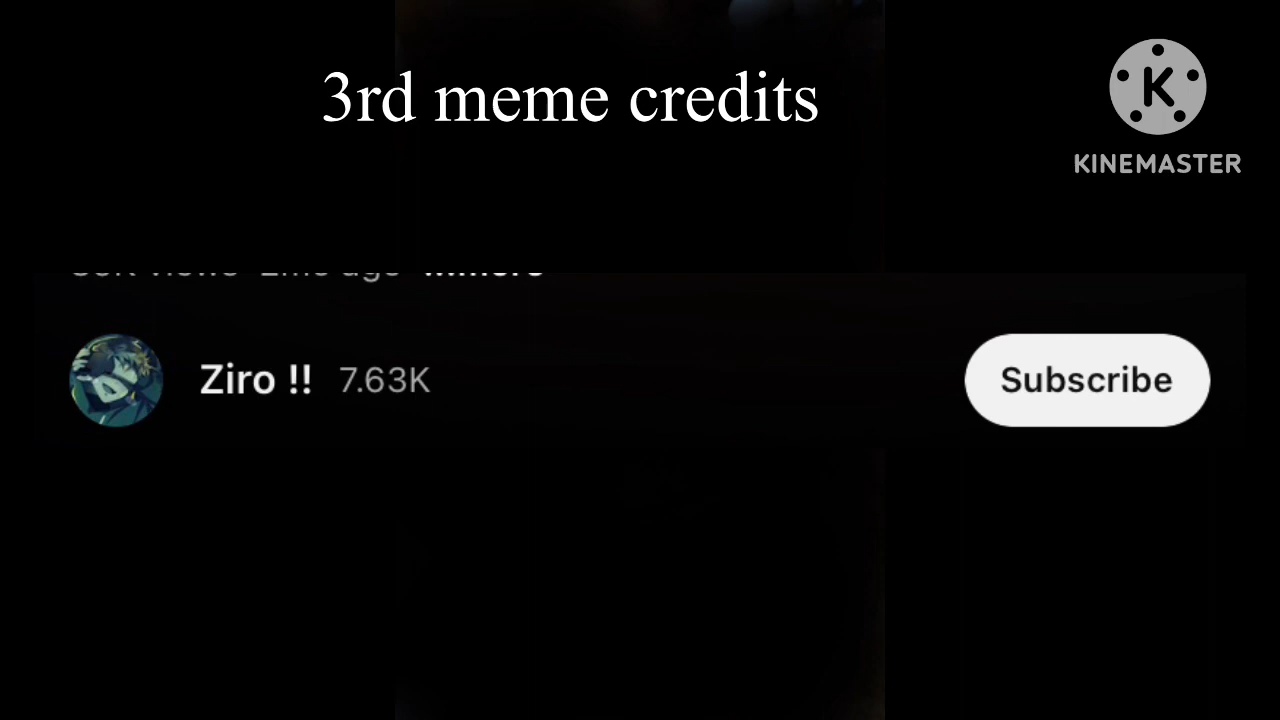 3rd meme credits
K
KINEMASTER
Ziro !! 7.63K
Subscribe